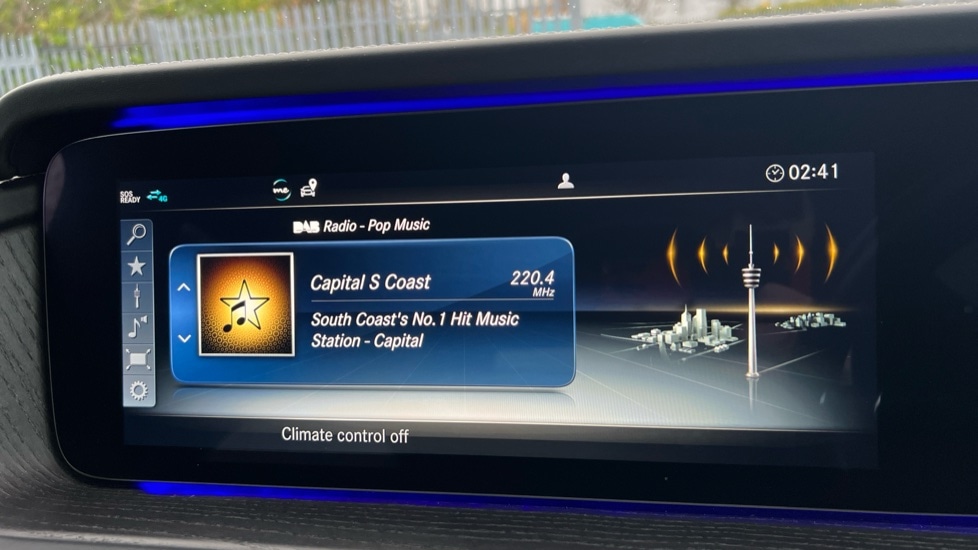 SOS
READY 4G
me
02:41
DAB Radio - Pop Music
Capital S Coast 220.4
MHz
South Coast's No.1 Hit Music
Station - Capital
Climate control off